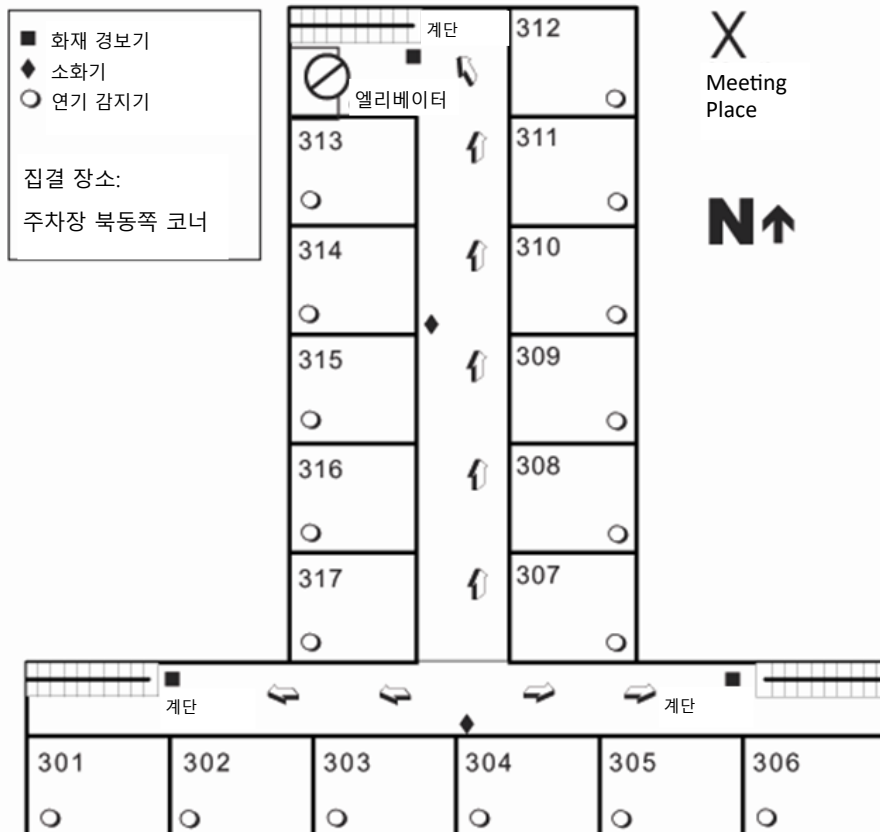 화재 경보기
소화기
연기 감지기
집결 장소:
주차장 북동쪽 코너
계단
엘리베이터
312
X
Meeting
Place
N
313
311
314
310
315
309
316
308
317
307
계단
계단
301
302
303
304
305
306